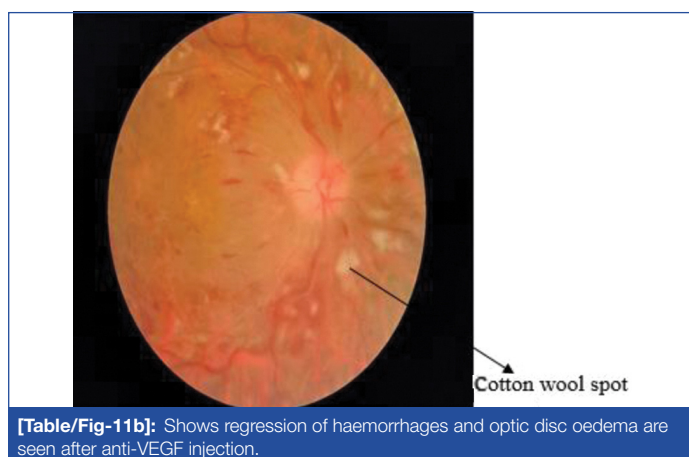 Cotton wool spot
[Table/Fig-11b]: Shows regression of haemorrhages and optic disc oedema are
seen after anti-VEGF injection.